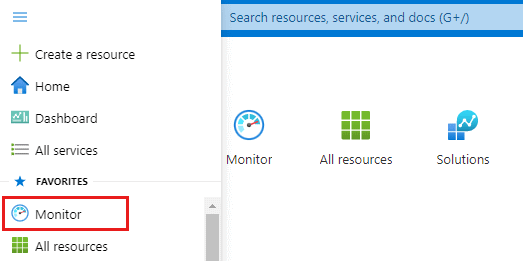 Search resources, services, and docs (G+/)
Create a resource
Home
Dashboard
All services
FAVORITES
Monitor
All resources
Monitor
All resources
Solutions